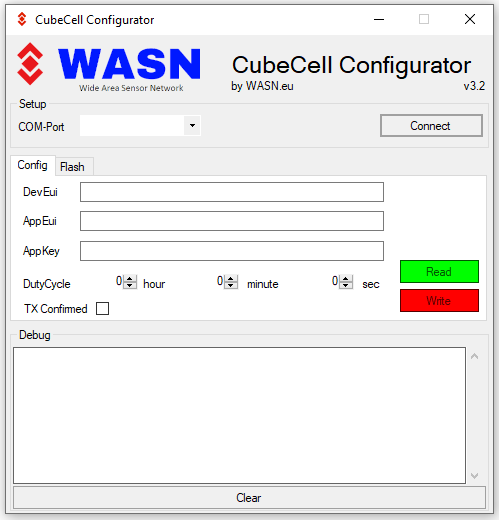 CubeCell Configurator
WASN
Wide Area Sensor Network
CubeCell Configurator
by WASN.eu v3.2
Setup
COM-Port Connect
Config Flash
DevEui
AppEui
AppKey
Read
DutyCycle 0 hour 0 minute 0 sec
Write
TX Confirmed
Debug
Clear